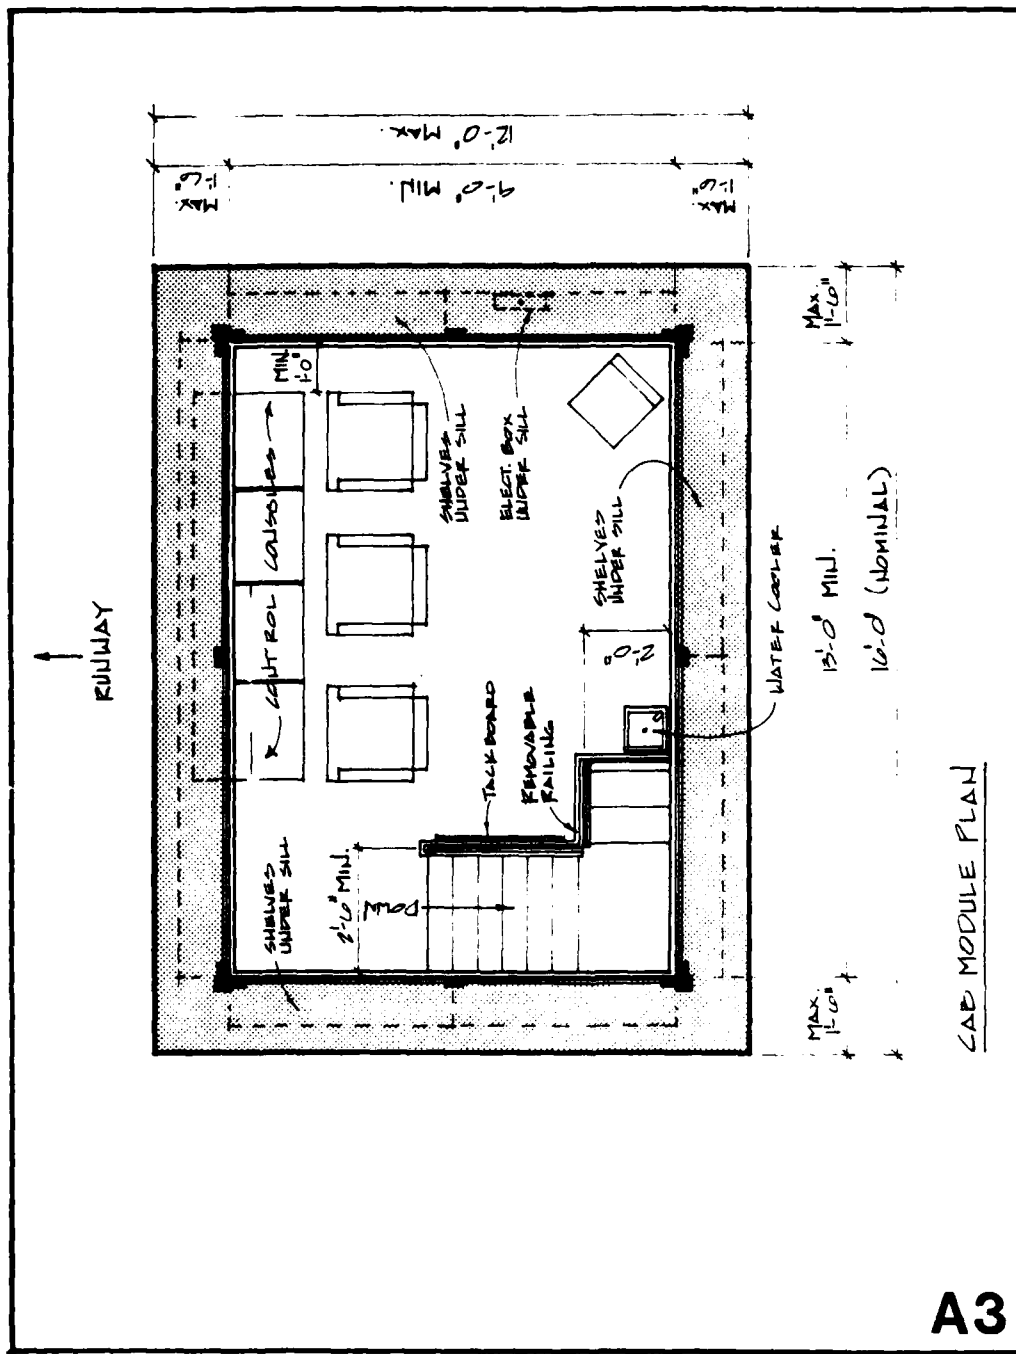 RUNWAY
12'-0" MAX.
MAX.
1'-6"
9'-0" MIN.
MAX.
1'-6"
CONTROL CONSOLES
MIN.
1'-0"
SHELVES
UNDER SILL
ELECT. BOX
UNDER SILL
SHELVES
UNDER SILL
SHELVES
UNDER SILL
2'-6" MIN.
DOWN
TACKBOARD
REMOVABLE
RAILING
2'-0"
WATER COOLER
MAX.
1'-6"
13'-0" MIN.
MAX.
1'-6"
16'-0" (NOMINAL)
CAB MODULE PLAN
A3